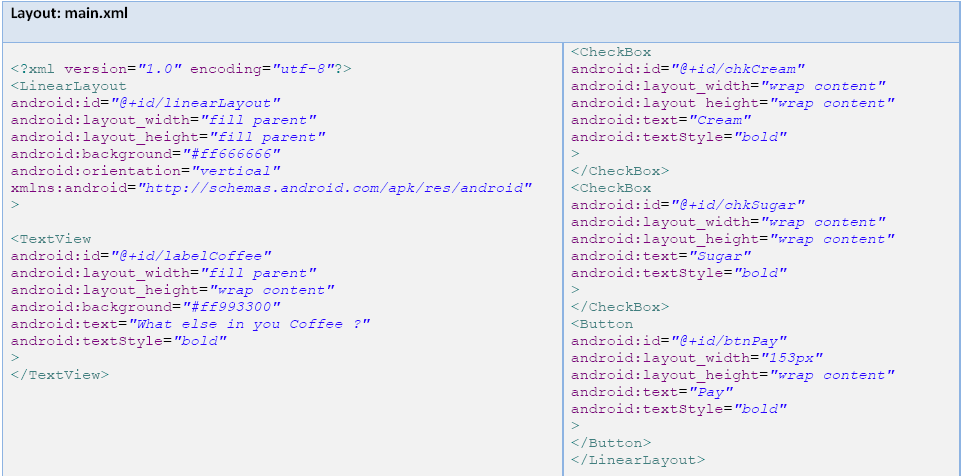 Layout: main.xml
<?xml version="1.0" encoding="utf-8"?>
<LinearLayout
android:id="@+id/linearLayout"
android:layout_width="fill parent"
android:layout_height="fill parent"
android:background="#ff666666"
android:orientation="vertical"
xmlns:android="http://schemas.android.com/apk/res/android"
>
<TextView
android:id="@+id/labelCoffee"
android:layout_width="fill parent"
android:layout_height="wrap content"
android:background="#ff993300"
android:text="What else in you Coffee ?"
android:textStyle="bold"
>
</TextView>
<CheckBox
android:id="@+id/chkCream"
android:layout_width="wrap content"
android:layout height="wrap content"
android:text="Cream"
android:textStyle="bold"
>
</CheckBox>
<CheckBox
android:id="@+id/chkSugar"
android:layout_width="wrap content"
android:layout_height="wrap content"
android:text="Sugar"
android:textStyle="bold"
>
</CheckBox>
<Button
android:id="@+id/btnPay"
android:layout_width="153px"
android:layout_height="wrap content"
android:text="Pay"
android:textStyle="bold"
>
</Button>
</LinearLayout>